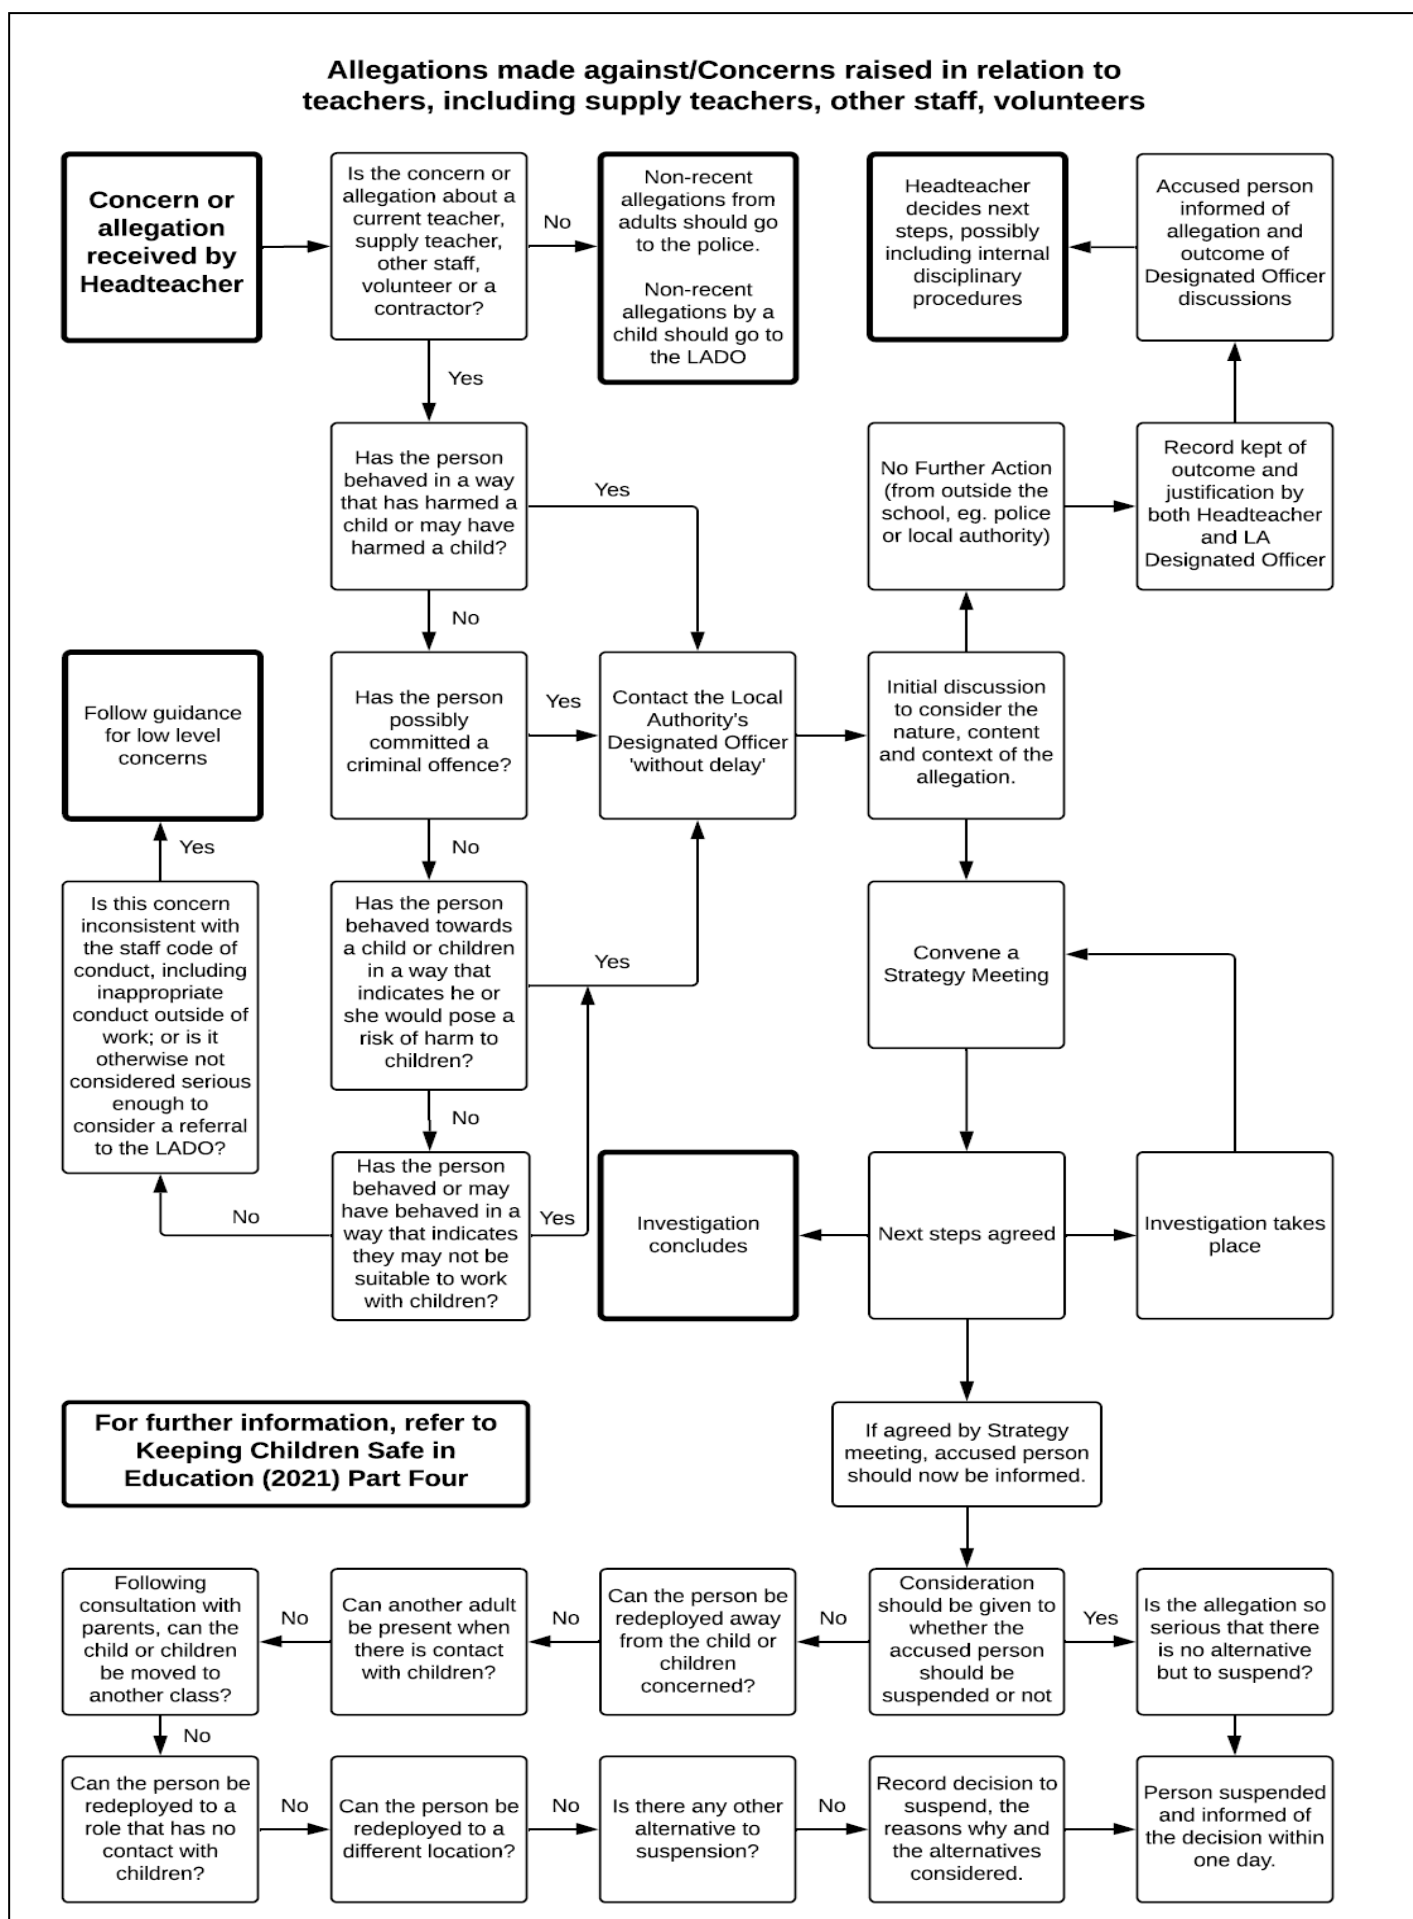 Allegations made against/Concerns raised in relation to
teachers, including supply teachers, other staff, volunteers
Concern or
allegation
received by
Headteacher
Is the concern or
allegation about a
current teacher,
supply teacher,
other staff,
volunteer or a
contractor?
No
Non-recent
allegations from
adults should go
to the police.
Non-recent
allegations by a
child should go to
the LADO
Headteacher
decides next
steps, possibly
including internal
disciplinary
procedures
Accused person
informed of
allegation and
outcome of
Designated Officer
discussions
Yes
Has the person
behaved in a way
that has harmed a
child or may have
harmed a child?
Yes
No Further Action
(from outside the
school, eg. police
or local authority)
Record kept of
outcome and
justification by
both Headteacher
and LA
Designated Officer
No
Follow guidance
for low level
concerns
Has the person
possibly
committed a
criminal offence?
Yes
Contact the Local
Authority's
Designated Officer
'without delay'
Initial discussion
to consider the
nature, content
and context of the
allegation.
Yes
No
Is this concern
inconsistent with
the staff code of
conduct, including
inappropriate
conduct outside of
work; or is it
otherwise not
considered serious
enough to
consider a referral
to the LADO?
Has the person
behaved towards
a child or children
in a way that
indicates he or
she would pose a
risk of harm to
children?
Yes
Convene a
Strategy Meeting
No
No
Has the person
behaved or may
have behaved in a
way that indicates
they may not be
suitable to work
with children?
Yes
Investigation
concludes
Next steps agreed
Investigation takes
place
For further information, refer to
Keeping Children Safe in
Education (2021) Part Four
If agreed by Strategy
meeting, accused person
should now be informed.
Following
consultation with
parents, can the
child or children
be moved to
another class?
No
Can another adult
be present when
there is contact
with children?
No
Can the person be
redeployed away
from the child or
children
concerned?
No
Consideration
should be given to
whether the
accused person
should be
suspended or not
Yes
Is the allegation so
serious that there
is no alternative
but to suspend?
No
Can the person be
redeployed to a
role that has no
contact with
children?
No
Can the person be
redeployed to a
different location?
No
Is there any other
alternative to
suspension?
No
Record decision to
suspend, the
reasons why and
the alternatives
considered.
Person suspended
and informed of
the decision within
one day.